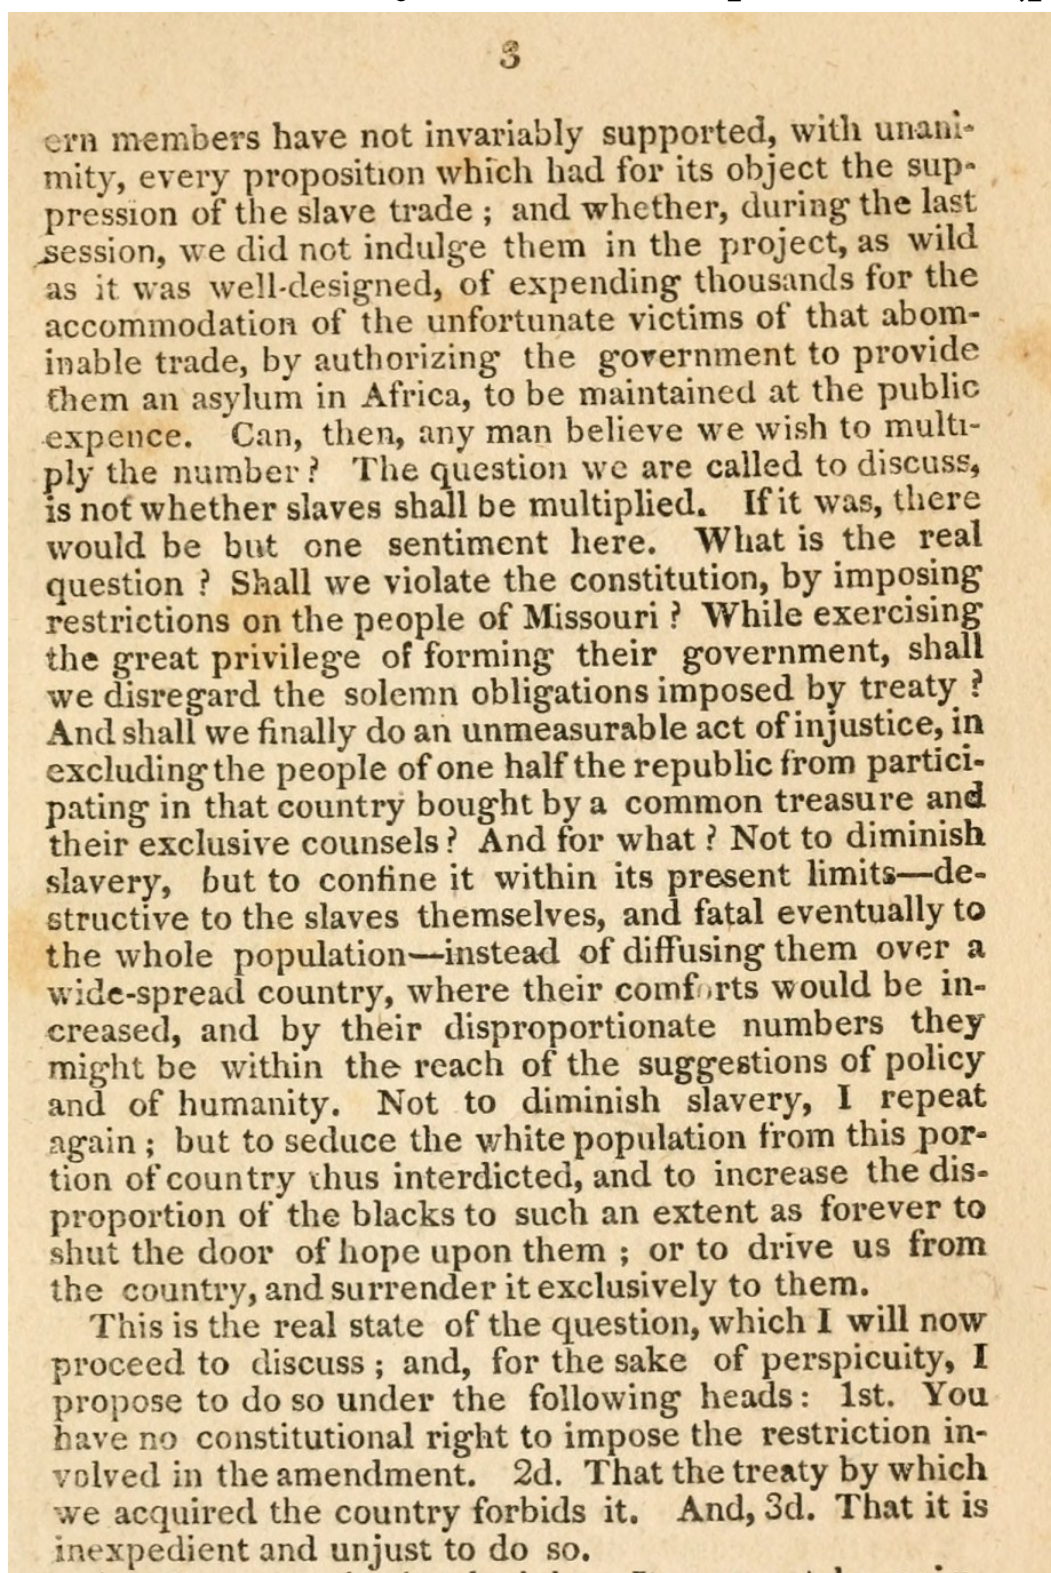 3
ern members have not invariably supported, with unani-
mity, every proposition which had for its object the sup-
pression of the slave trade ; and whether, during the last
session, we did not indulge them in the project, as wild
as it was well-designed, of expending thousands for the
accommodation of the unfortunate victims of that abom-
inable trade, by authorizing the government to provide
them an asylum in Africa, to be maintained at the public
expence. Can, then, any man believe we wish to multi-
ply the number ? The question we are called to discuss,
is not whether slaves shall be multiplied. If it was, there
would be but one sentiment here. What is the real
question ? Shall we violate the constitution, by imposing
restrictions on the people of Missouri ? While exercising
the great privilege of forming their government, shall
we disregard the solemn obligations imposed by treaty ?
And shall we finally do an unmeasurable act of injustice, in
excluding the people of one half the republic from partici-
pating in that country bought by a common treasure and
their exclusive counsels ? And for what ? Not to diminish
slavery, but to confine it within its present limits—de-
structive to the slaves themselves, and fatal eventually to
the whole population—instead of diffusing them over a
wide-spread country, where their comforts would be in-
creased, and by their disproportionate numbers they
might be within the reach of the suggestions of policy
and of humanity. Not to diminish slavery, I repeat
again ; but to seduce the white population from this por-
tion of country thus interdicted, and to increase the dis-
proportion of the blacks to such an extent as forever to
shut the door of hope upon them ; or to drive us from
the country, and surrender it exclusively to them.
This is the real state of the question, which I will now
proceed to discuss ; and, for the sake of perspicuity, I
propose to do so under the following heads : 1st. You
have no constitutional right to impose the restriction in-
volved in the amendment. 2d. That the treaty by which
we acquired the country forbids it. And, 3d. That it is
inexpedient and unjust to do so.